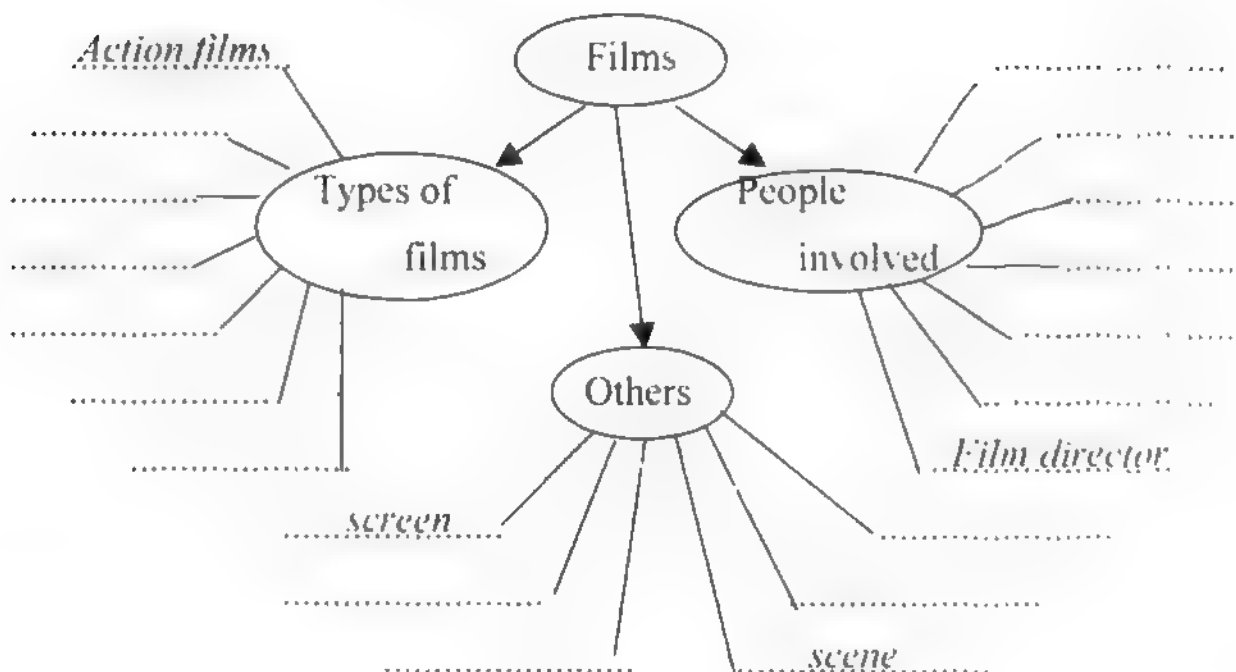 Films
Action films
Types of
films
People
involved
Others
Film director
screen
scene